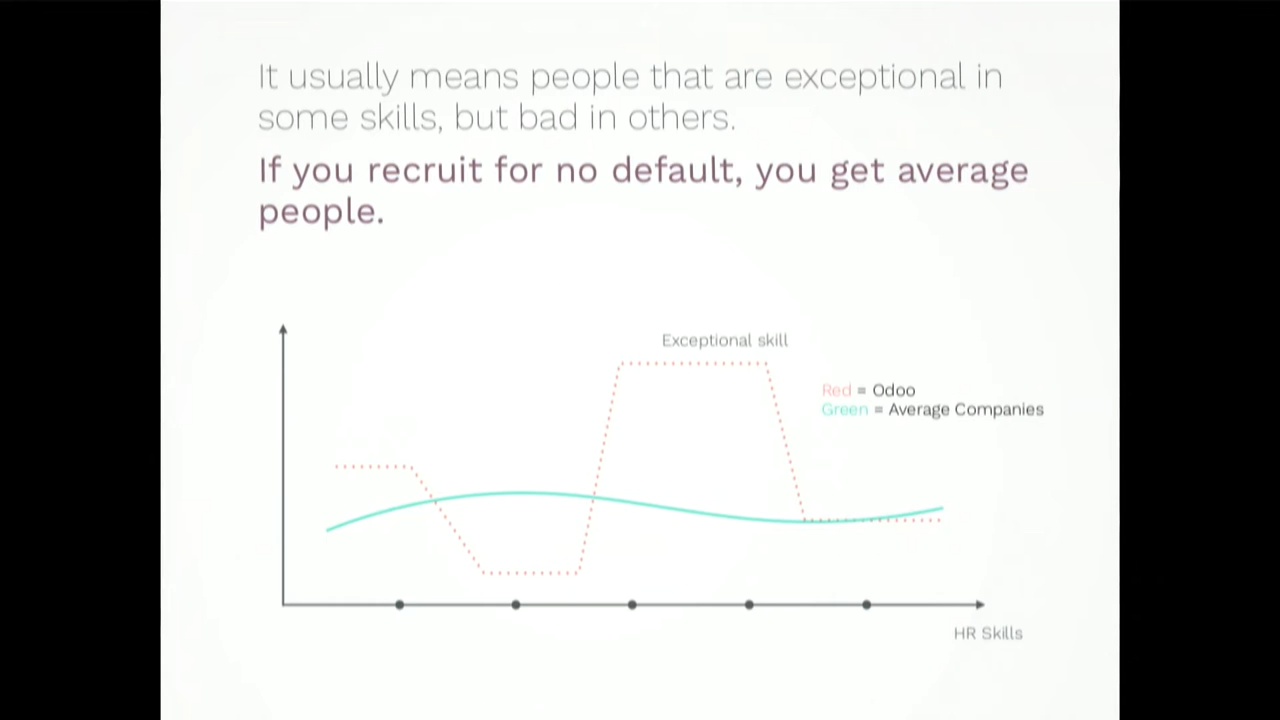 It usually means people that are exceptional in
some skills, but bad in others.
If you recruit for no default, you get average
people.
Exceptional skill
Red = Odoo
Green = Average Companies
HR Skills